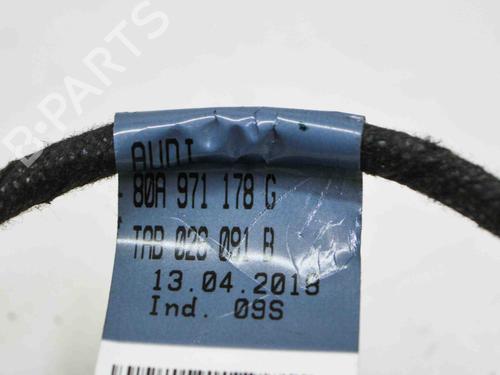 B-PARTS
AUDI
80A 971 178 G
TAB 028 091 B
13.04.2018
Ind. 09S